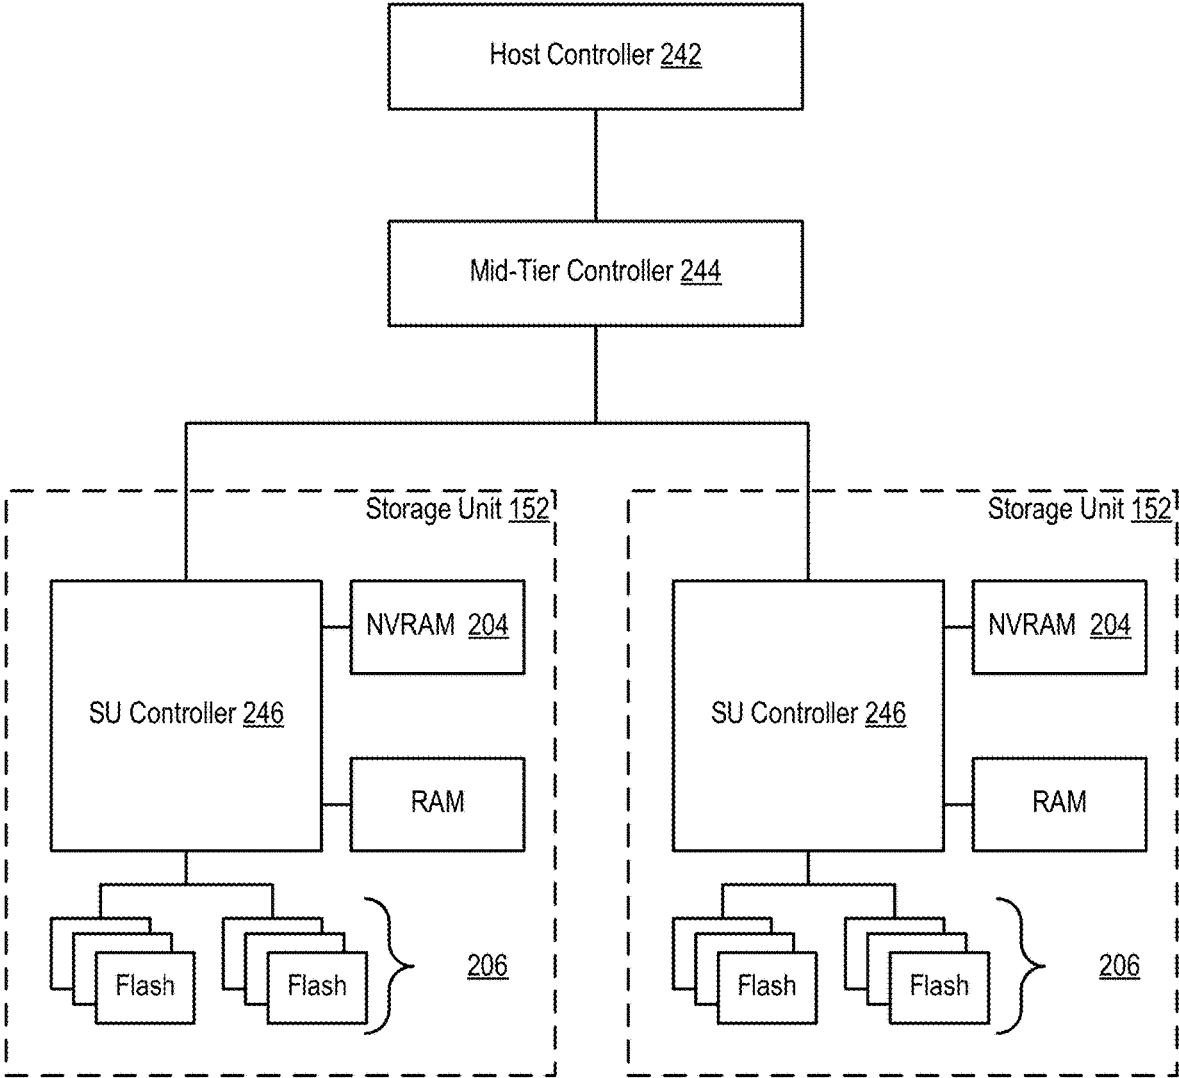 Host Controller 242
Mid-Tier Controller 244
Storage Unit 152
NVRAM 204
SU Controller 246
RAM
Flash
Flash
206
Storage Unit 152
NVRAM 204
SU Controller 246
RAM
Flash
Flash
206